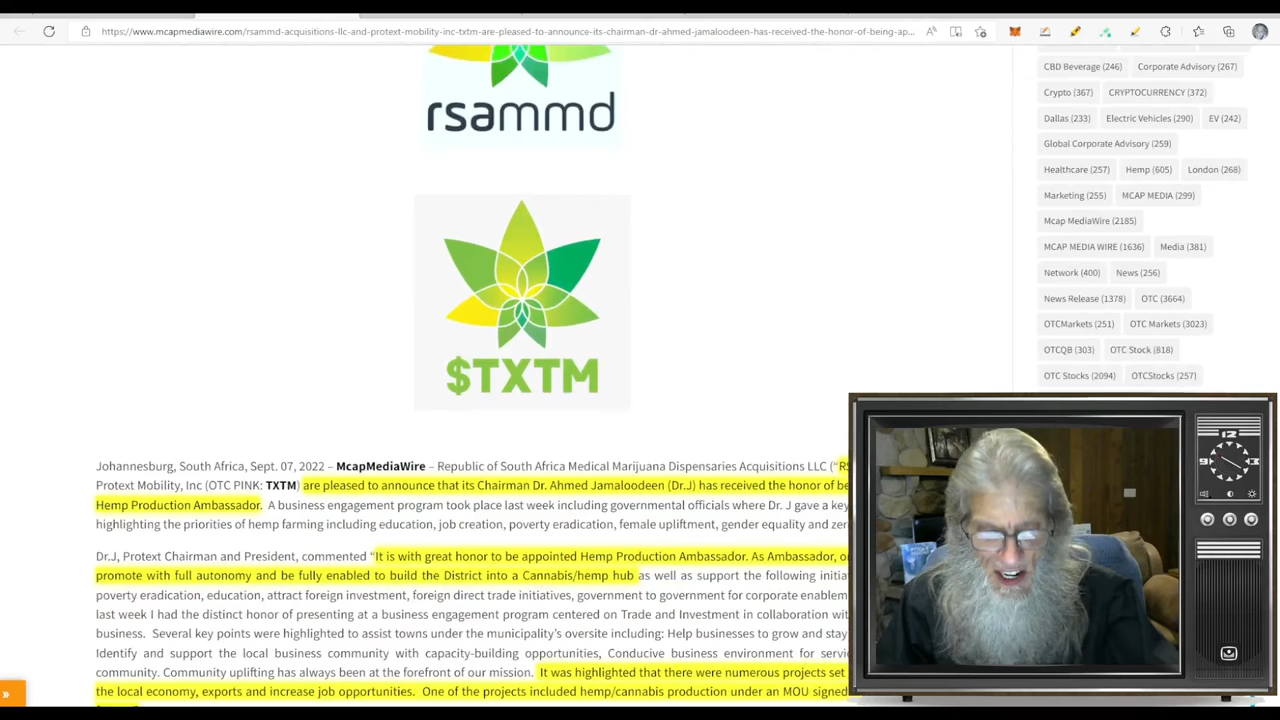 https://www.mcapmediawire.com/rsammd-acquisitions-llc-and-protext-mobility-inc-txtm-are-pleased-to-announce-its-chairman-dr-ahmed-jamaloodeen-has-received-the-honor-of-being-ap...
rsammd
$TXTM
CBD Beverage (246) Corporate Advisory (267)
Crypto (367) CRYPTOCURRENCY (372)
Dallas (233) Electric Vehicles (290) EV (242)
Global Corporate Advisory (259)
Healthcare (257) Hemp (605) London (268)
Marketing (255) MCAP MEDIA (299)
Mcap MediaWire (2185)
MCAP MEDIA WIRE (1636) Media (381)
Network (400) News (256)
News Release (1378) OTC (3664)
OTCMarkets (251) OTC Markets (3023)
OTCQB (303) OTC Stock (818)
OTC Stocks (2094) OTCStocks (257)
Johannesburg, South Africa, Sept. 07, 2022 – McapMediaWire – Republic of South Africa Medical Marijuana Dispensaries Acquisitions LLC ("RS
Protext Mobility, Inc (OTC PINK: TXTM) are pleased to announce that its Chairman Dr. Ahmed Jamaloodeen (Dr.J) has received the honor of be
Hemp Production Ambassador. A business engagement program took place last week including governmental officials where Dr. J gave a key
highlighting the priorities of hemp farming including education, job creation, poverty eradication, female upliftment, gender equality and zer
Dr.J, Protext Chairman and President, commented "It is with great honor to be appointed Hemp Production Ambassador. As Ambassador, o
promote with full autonomy and be fully enabled to build the District into a Cannabis/hemp hub as well as support the following initia
poverty eradication, education, attract foreign investment, foreign direct trade initiatives, government to government for corporate enablem
last week I had the distinct honor of presenting at a business engagement program centered on Trade and Investment in collaboration wit
business. Several key points were highlighted to assist towns under the municipality's oversite including: Help businesses to grow and stay
Identify and support the local business community with capacity-building opportunities, Conducive business environment for servi
community. Community uplifting has always been at the forefront of our mission. It was highlighted that there were numerous projects set
the local economy, exports and increase job opportunities. One of the projects included hemp/cannabis production under an MOU signed
12
9 3
»